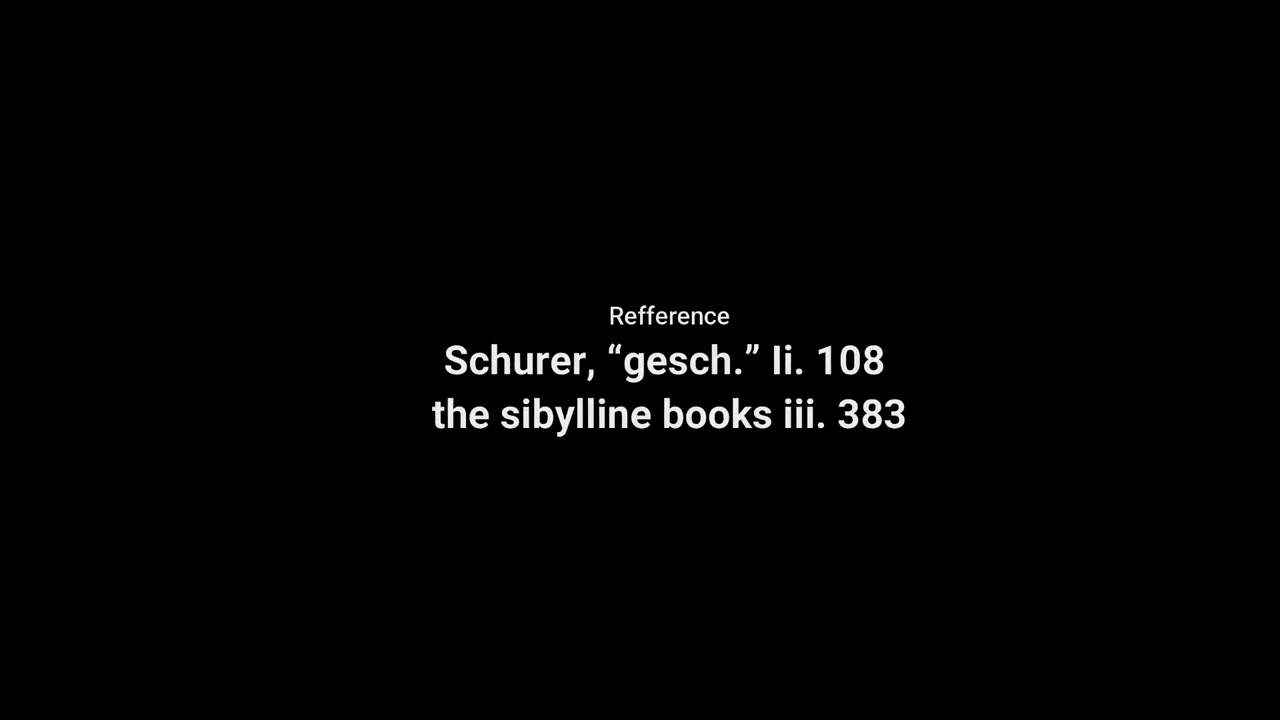 Refference
Schurer, “gesch.” Ii. 108
the sibylline books iii. 383